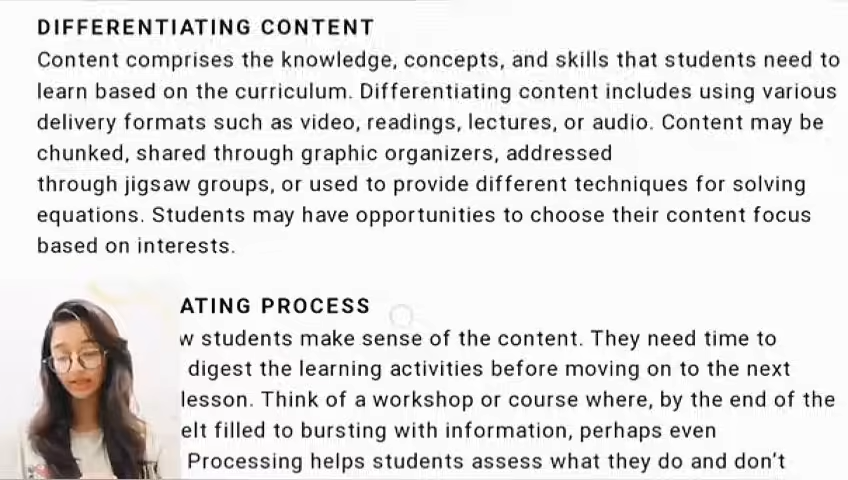 DIFFERENTIATING CONTENT
Content comprises the knowledge, concepts, and skills that students need to
learn based on the curriculum. Differentiating content includes using various
delivery formats such as video, readings, lectures, or audio. Content may be
chunked, shared through graphic organizers, addressed
through jigsaw groups, or used to provide different techniques for solving
equations. Students may have opportunities to choose their content focus
based on interests.
ATING PROCESS
w students make sense of the content. They need time to
digest the learning activities before moving on to the next
lesson. Think of a workshop or course where, by the end of the
elt filled to bursting with information, perhaps even
Processing helps students assess what they do and don't